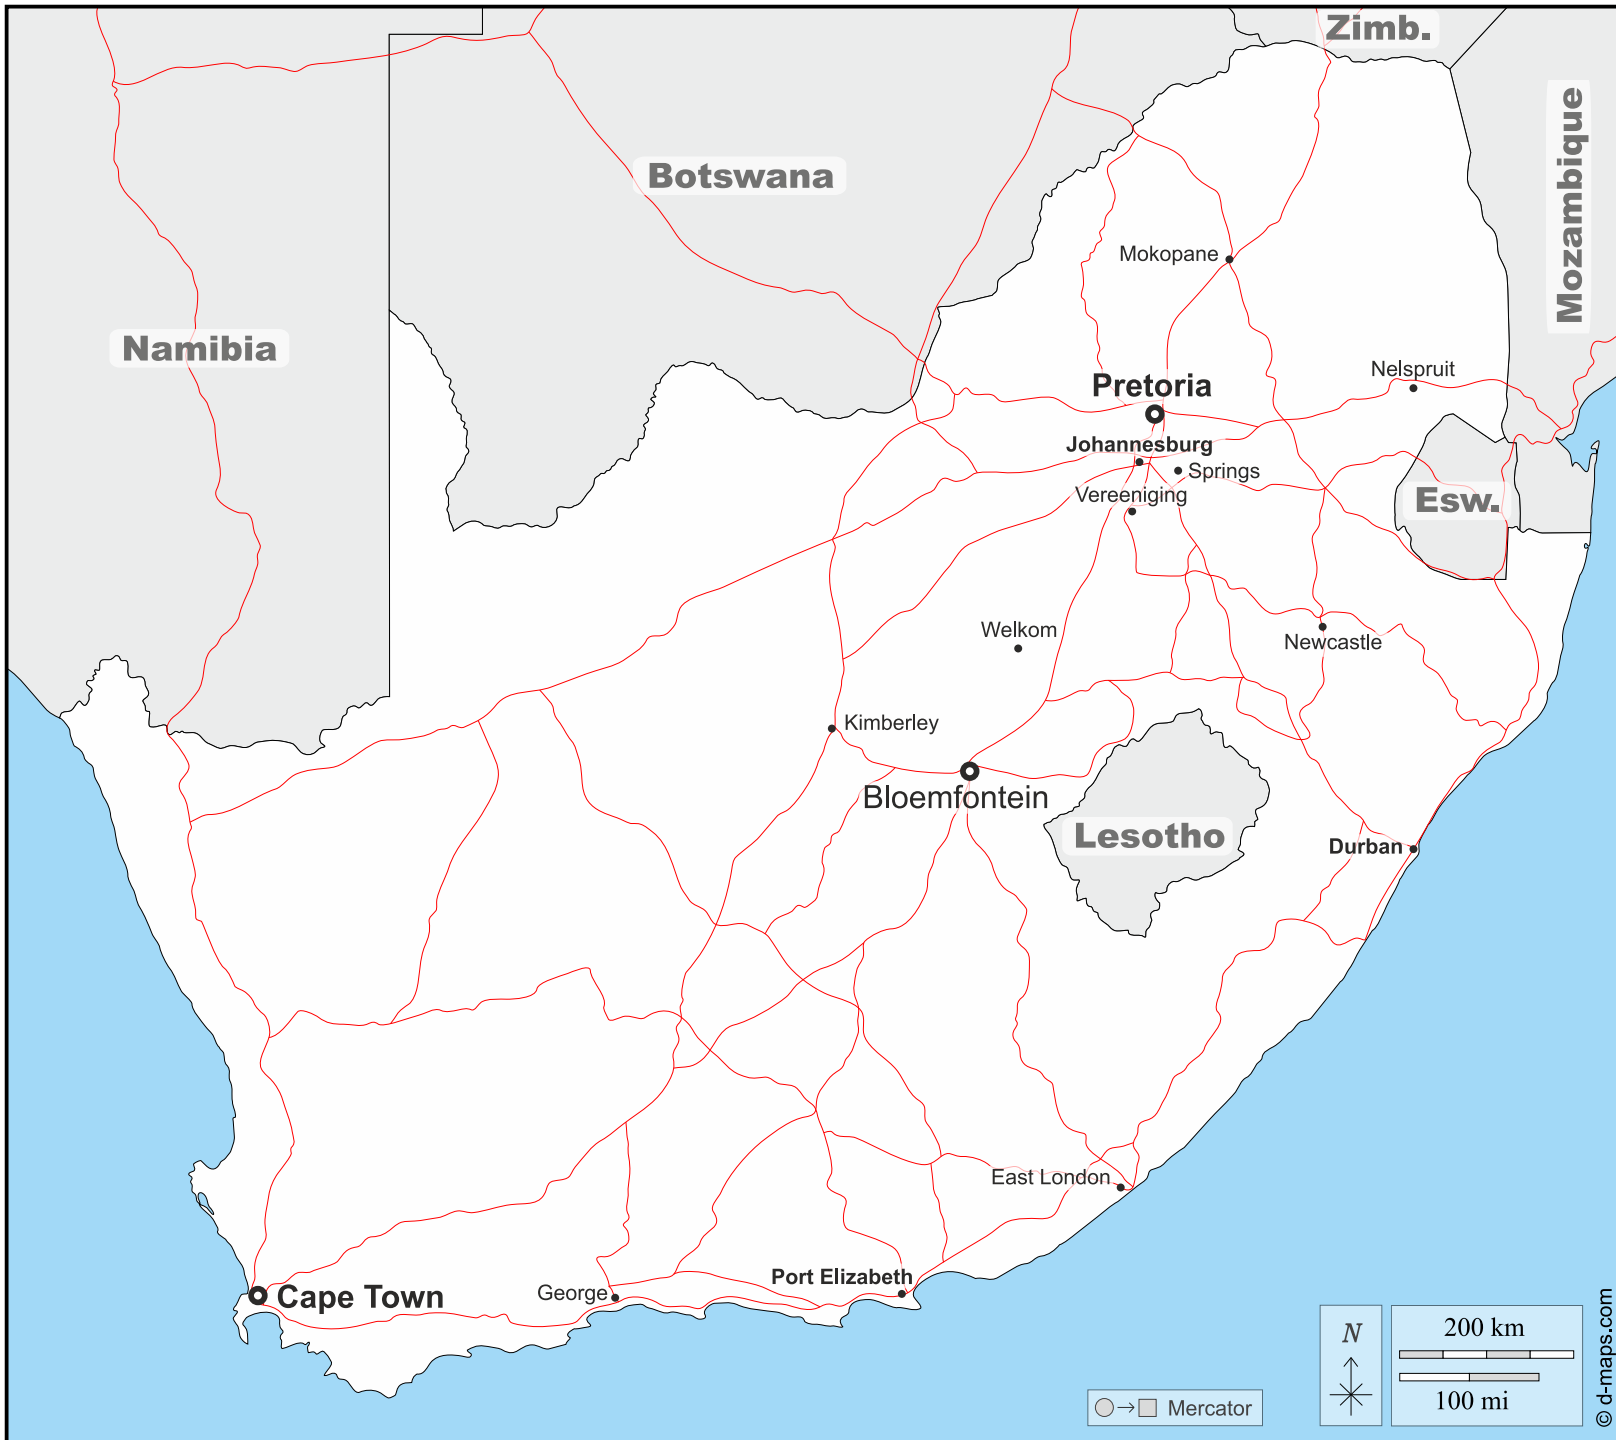 Zimb.
Mozambique
Botswana
Mokopane
Namibia
Nelspruit
Pretoria
Johannesburg
Springs
Vereeniging
Esw.
Welkom
Newcastle
Kimberley
Bloemfontein
Lesotho
Durban
East London
Port Elizabeth
George
Cape Town
N
200 km
100 mi
Mercator
© d-maps.com